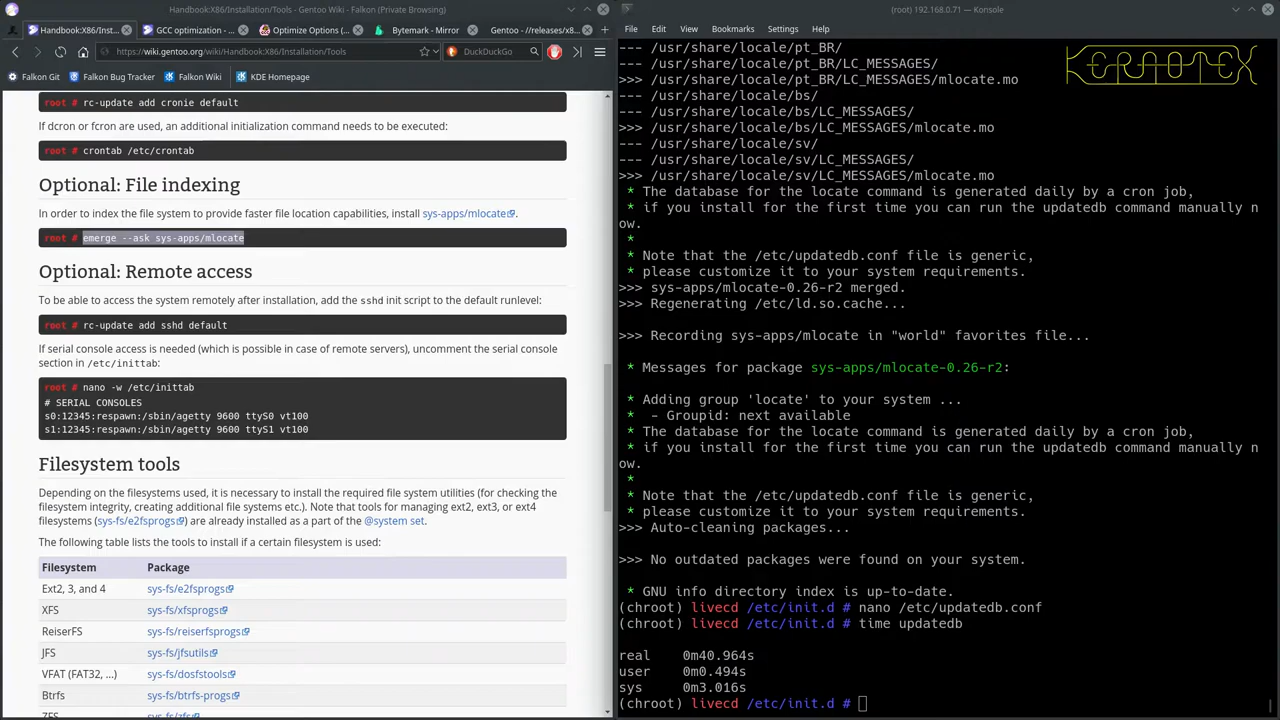 Handbook:X86/Installation/Tools - Gentoo Wiki - Falkon (Private Browsing)
Handbook:X86/Inst...
GCC optimization - ...
Optimize Options (...
Bytemark - Mirror
Gentoo - //releases/x8...
https://wiki.gentoo.org/wiki/Handbook:X86/Installation/Tools
DuckDuckGo
Falkon Git
Falkon Bug Tracker
Falkon Wiki
KDE Homepage
root # rc-update add cronie default
If dcron or fcron are used, an additional initialization command needs to be executed:
root # crontab /etc/crontab
Optional: File indexing
In order to index the file system to provide faster file location capabilities, install sys-apps/mlocate.
root # emerge --ask sys-apps/mlocate
Optional: Remote access
To be able to access the system remotely after installation, add the sshd init script to the default runlevel:
root # rc-update add sshd default
If serial console access is needed (which is possible in case of remote servers), uncomment the serial console
section in /etc/inittab:
root # nano -w /etc/inittab
# SERIAL CONSOLES
s0:12345:respawn:/sbin/agetty 9600 ttyS0 vt100
s1:12345:respawn:/sbin/agetty 9600 ttyS1 vt100
Filesystem tools
Depending on the filesystems used, it is necessary to install the required file system utilities (for checking the
filesystem integrity, creating additional file systems etc.). Note that tools for managing ext2, ext3, or ext4
filesystems (sys-fs/e2fsprogs) are already installed as a part of the @system set.
The following table lists the tools to install if a certain filesystem is used:
Filesystem Package
Ext2, 3, and 4 sys-fs/e2fsprogs
XFS sys-fs/xfsprogs
ReiserFS sys-fs/reiserfsprogs
JFS sys-fs/jfsutils
VFAT (FAT32, ...) sys-fs/dosfstools
Btrfs sys-fs/btrfs-progs
ZFS sys-fs/zfs
(root) 192.168.0.71 — Konsole
File Edit View Bookmarks Settings Help
KERAOTEX
--- /usr/share/locale/pt_BR/
--- /usr/share/locale/pt_BR/LC_MESSAGES/
>>> /usr/share/locale/pt_BR/LC_MESSAGES/mlocate.mo
--- /usr/share/locale/bs/
--- /usr/share/locale/bs/LC_MESSAGES/
>>> /usr/share/locale/bs/LC_MESSAGES/mlocate.mo
--- /usr/share/locale/sv/
--- /usr/share/locale/sv/LC_MESSAGES/
>>> /usr/share/locale/sv/LC_MESSAGES/mlocate.mo
* The database for the locate command is generated daily by a cron job,
* if you install for the first time you can run the updatedb command manually n
ow.
*
* Note that the /etc/updatedb.conf file is generic,
* please customize it to your system requirements.
>>> sys-apps/mlocate-0.26-r2 merged.
>>> Regenerating /etc/ld.so.cache...
>>> Recording sys-apps/mlocate in "world" favorites file...
* Messages for package sys-apps/mlocate-0.26-r2:
* Adding group 'locate' to your system ...
* - Groupid: next available
* The database for the locate command is generated daily by a cron job,
* if you install for the first time you can run the updatedb command manually n
ow.
*
* Note that the /etc/updatedb.conf file is generic,
* please customize it to your system requirements.
>>> Auto-cleaning packages...
>>> No outdated packages were found on your system.
* GNU info directory index is up-to-date.
(chroot) livecd /etc/init.d # nano /etc/updatedb.conf
(chroot) livecd /etc/init.d # time updatedb
real 0m40.964s
user 0m0.494s
sys 0m3.016s
(chroot) livecd /etc/init.d #